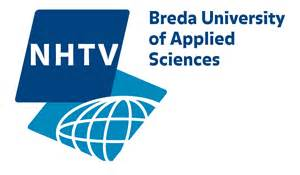 NHTV
Breda University
of Applied
Sciences